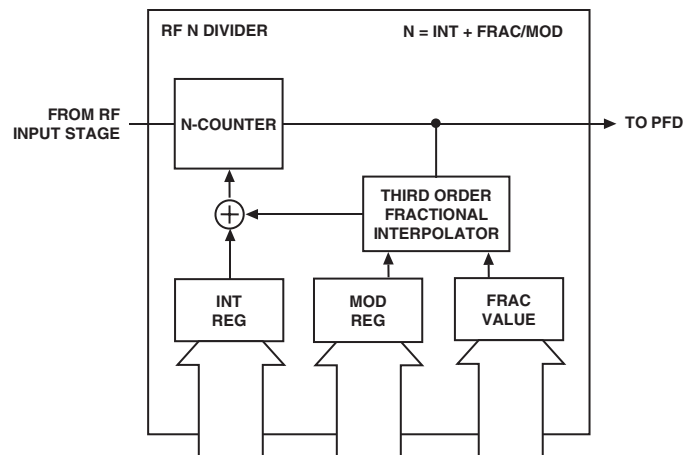 RF N DIVIDER
N = INT + FRAC/MOD
FROM RF
INPUT STAGE
N-COUNTER
TO PFD
THIRD ORDER
FRACTIONAL
INTERPOLATOR
+
INT
REG
MOD
REG
FRAC
VALUE